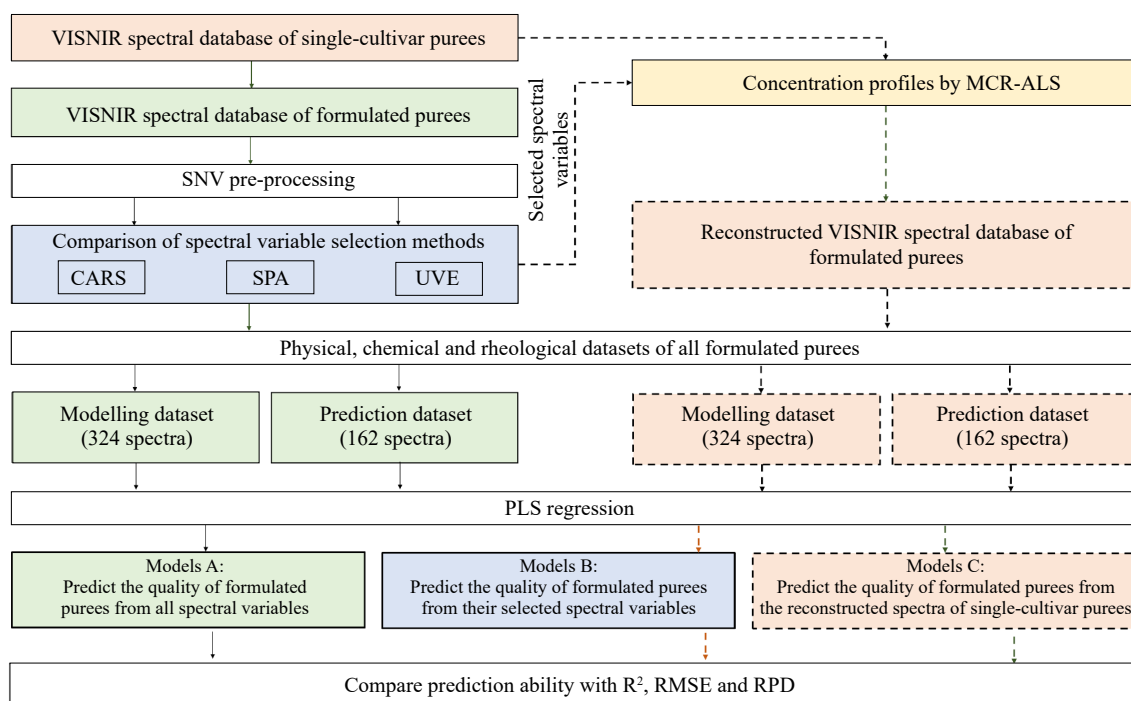 VISNIR spectral database of single-cultivar purees
VISNIR spectral database of formulated purees
SNV pre-processing
Comparison of spectral variable selection methods
CARS
SPA
UVE
Selected spectral
variables
Concentration profiles by MCR-ALS
Reconstructed VISNIR spectral database of
formulated purees
Physical, chemical and rheological datasets of all formulated purees
Modelling dataset
(324 spectra)
Prediction dataset
(162 spectra)
Modelling dataset
(324 spectra)
Prediction dataset
(162 spectra)
PLS regression
Models A:
Predict the quality of formulated
purees from all spectral variables
Models B:
Predict the quality of formulated purees
from their selected spectral variables
Models C:
Predict the quality of formulated purees from
the reconstructed spectra of single-cultivar purees
Compare prediction ability with R², RMSE and RPD